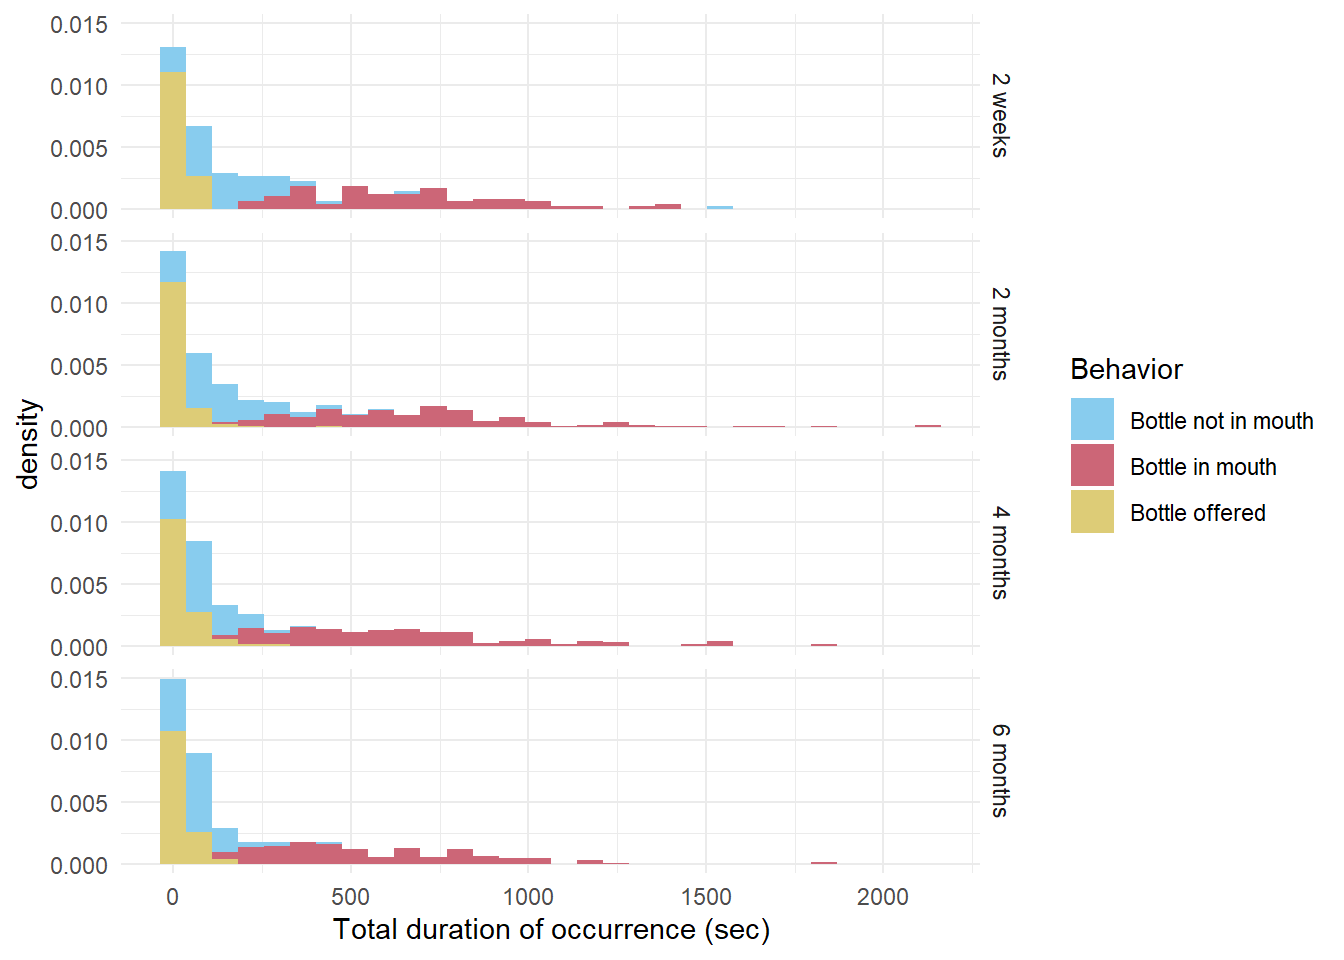 0.015
0.010
0.005
0.000
2 weeks
0.015
0.010
0.005
0.000
2 months
0.015
0.010
0.005
0.000
4 months
0.015
0.010
0.005
0.000
6 months
density
0 500 1000 1500 2000
Total duration of occurrence (sec)
Behavior
Bottle not in mouth
Bottle in mouth
Bottle offered